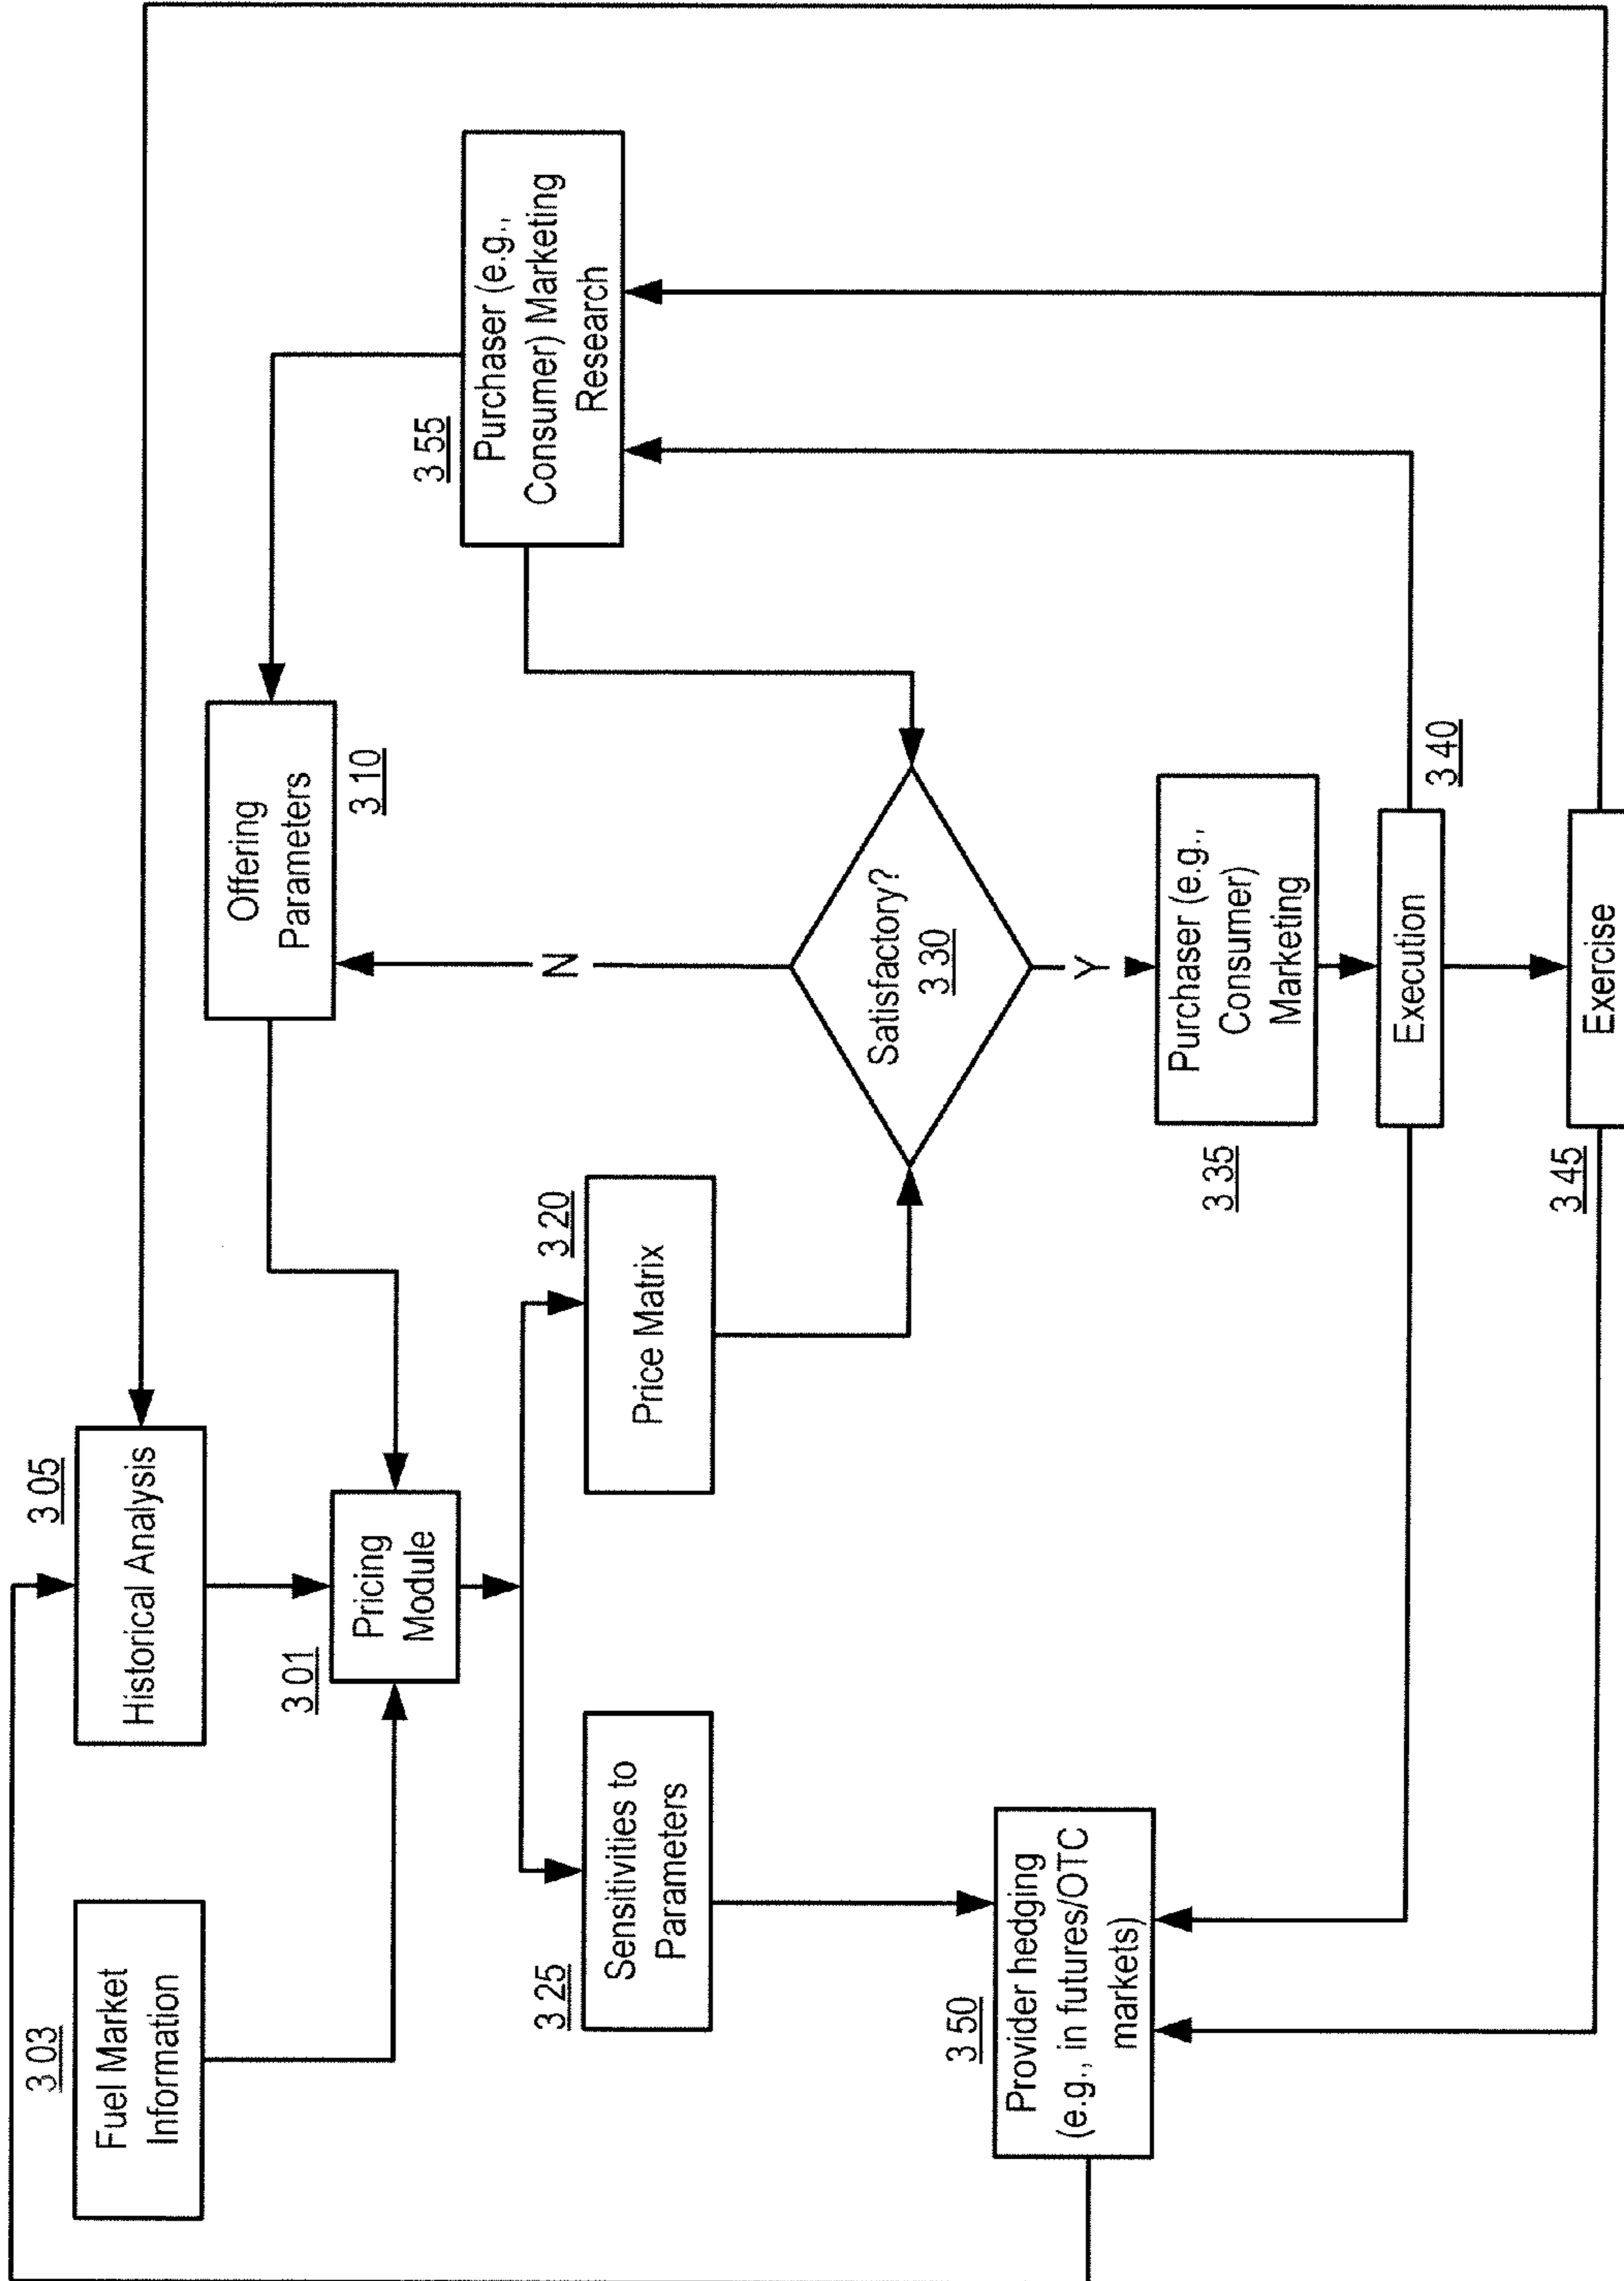 3 03
Fuel Market
Information
3 05
Historical Analysis
Offering
Parameters
3 10
3 01
Pricing
Module
3 55
Purchaser (e.g.,
Consumer) Marketing
Research
3 25
Sensitivities to
Parameters
3 20
Price Matrix
N
Satisfactory?
3 30
Y
3 50
Provider hedging
(e.g., in futures/OTC
markets)
3 35
Purchaser (e.g.,
Consumer)
Marketing
Execution
3 40
3 45
Exercise